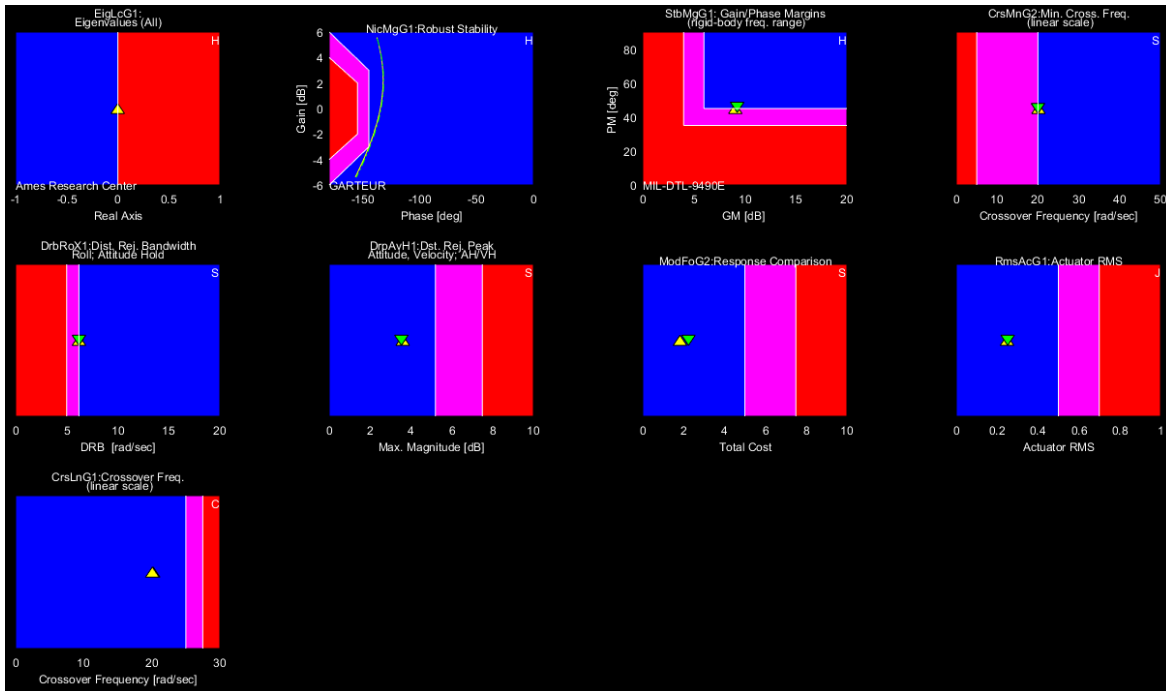 EigLcG1:
Eigenvalues (All)
H
Ames Research Center
-1 -0.5 0 0.5 1
Real Axis
NicMgG1:Robust Stability
H
6
4
2
0
-2
-4
-6
Gain [dB]
GARTEUR
-150 -100 -50 0
Phase [deg]
StbMgG1: Gain/Phase Margins
(rigid-body freq. range)
H
80
60
40
20
0
PM [deg]
MIL-DTL-9490E
0 10 20
GM [dB]
CrsMnG2:Min. Cross. Freq.
(linear scale)
S
0 10 20 30 40 50
Crossover Frequency [rad/sec]
DrbRoX1:Dist. Rej. Bandwidth
Roll; Attitude Hold
S
0 5 10 15 20
DRB [rad/sec]
DrpAvH1:Dst. Rej. Peak
Attitude, Velocity; AH/VH
S
0 2 4 6 8 10
Max. Magnitude [dB]
ModFoG2:Response Comparison
S
0 2 4 6 8 10
Total Cost
RmsAcG1:Actuator RMS
J
0 0.2 0.4 0.6 0.8 1
Actuator RMS
CrsLnG1:Crossover Freq.
(linear scale)
C
0 10 20 30
Crossover Frequency [rad/sec]